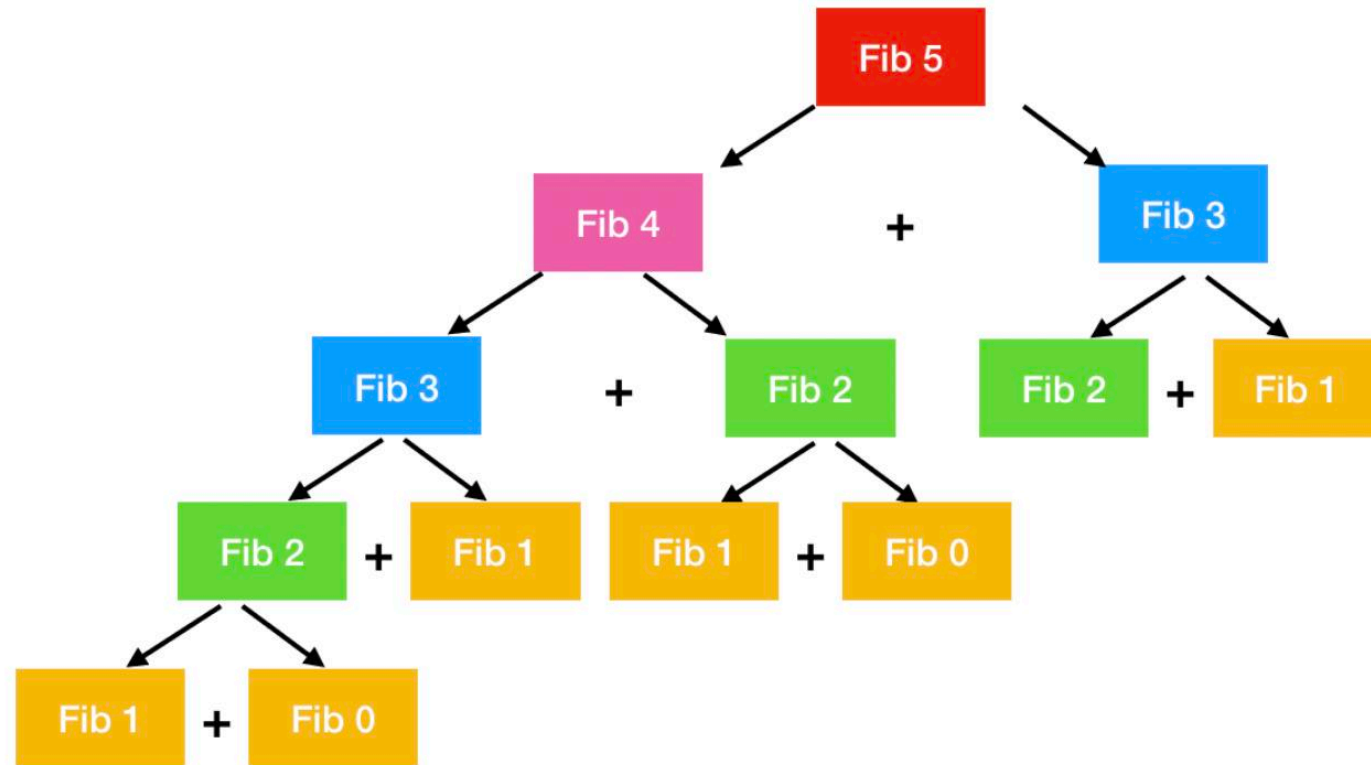 Fib 5
Fib 4 + Fib 3
Fib 3 + Fib 2 Fib 2 + Fib 1
Fib 2 + Fib 1 Fib 1 + Fib 0
Fib 1 + Fib 0